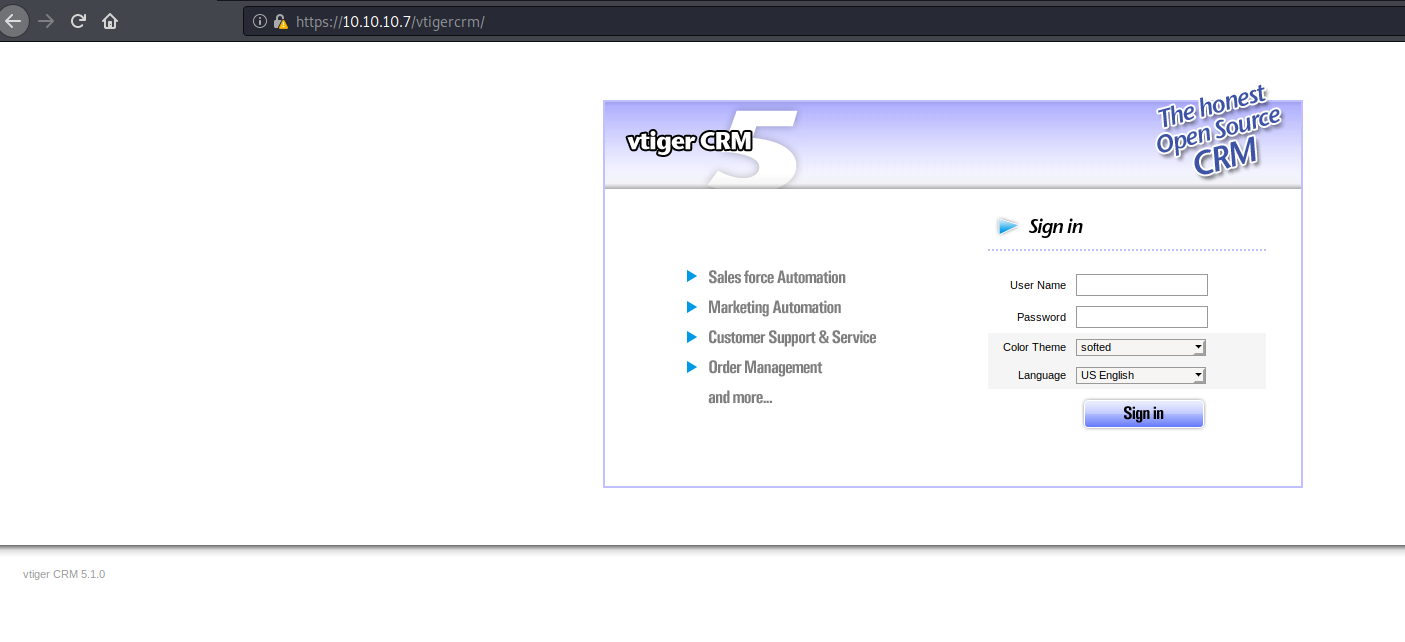 https://10.10.10.7/vtigercrm/
The honest
Open Source
CRM
vtiger CRM 5
Sign in
Sales force Automation
Marketing Automation
Customer Support & Service
Order Management
and more...
User Name
Password
Color Theme softed
Language US English
Sign in
vtiger CRM 5.1.0